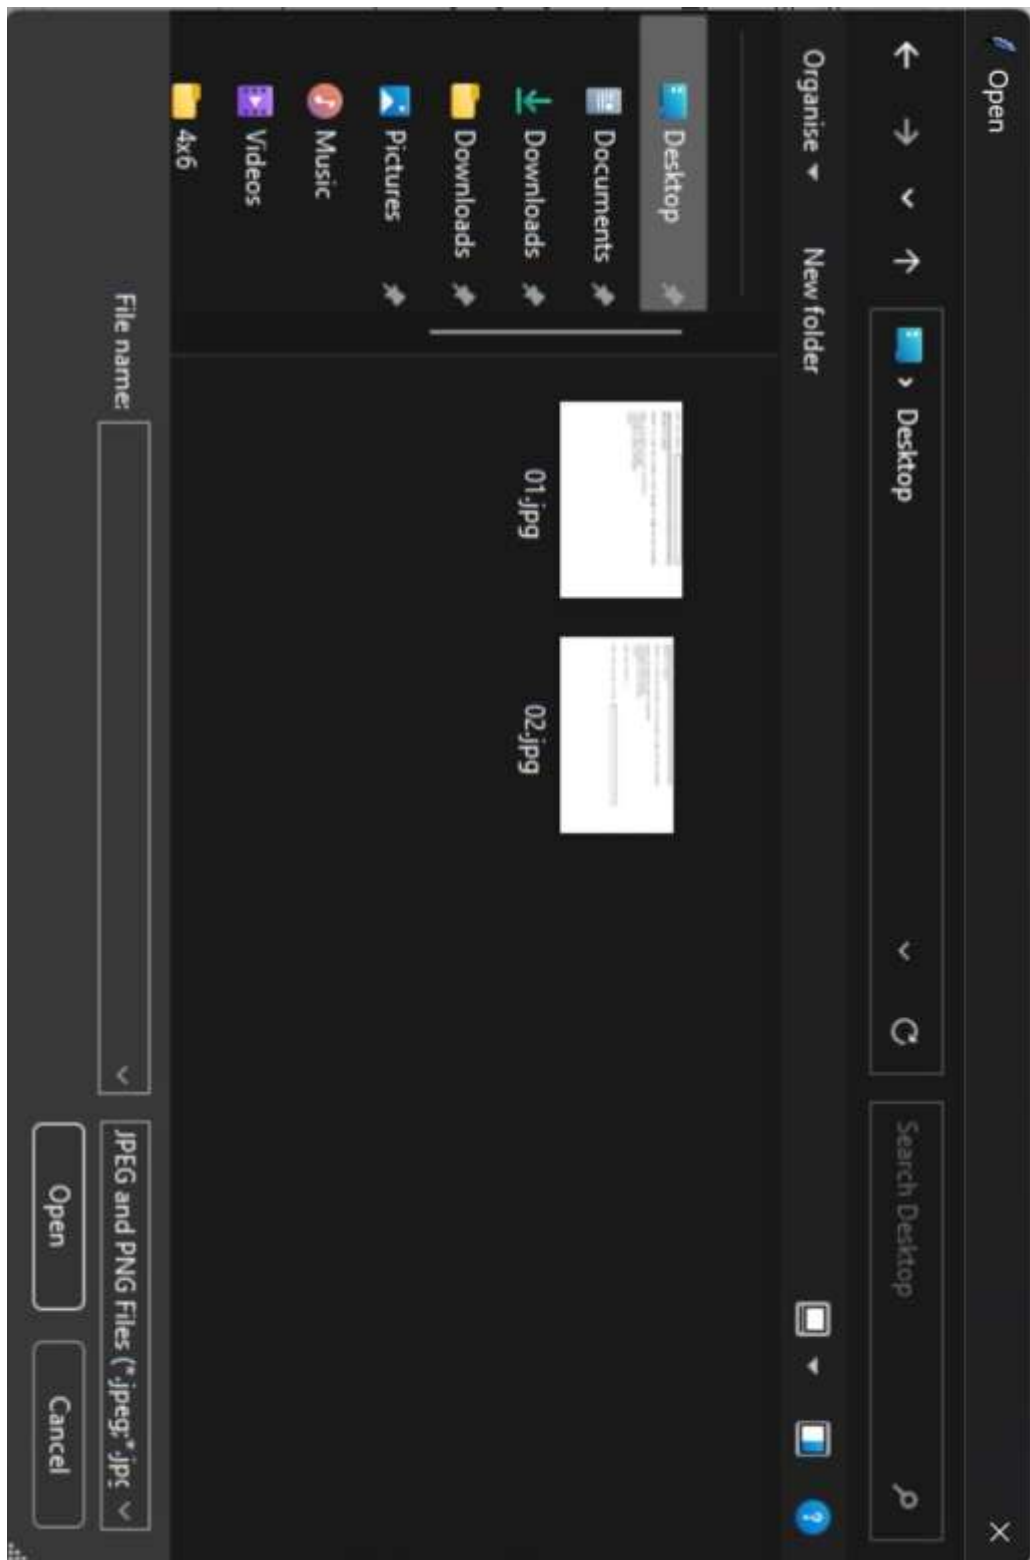 Open
Desktop
Search Desktop
Organise
New folder
Desktop
Documents
Downloads
Downloads
Pictures
Music
Videos
4x6
01.jpg
02.jpg
File name:
JPEG and PNG Files (*.jpeg;*.jpg
Open
Cancel